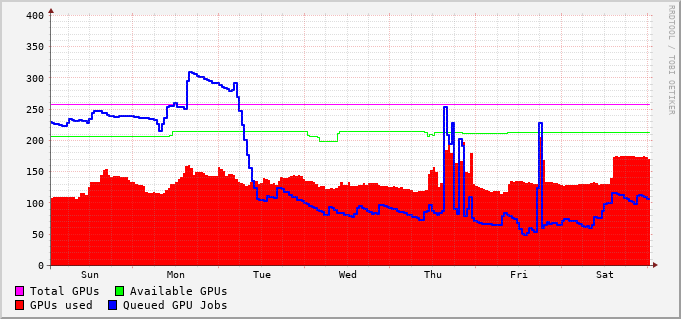 400
350
300
250
200
150
100
50
0
Sun Mon Tue Wed Thu Fri Sat
Total GPUs Available GPUs
GPUs used Queued GPU Jobs
RRDTOOL / TOBI OETIKER